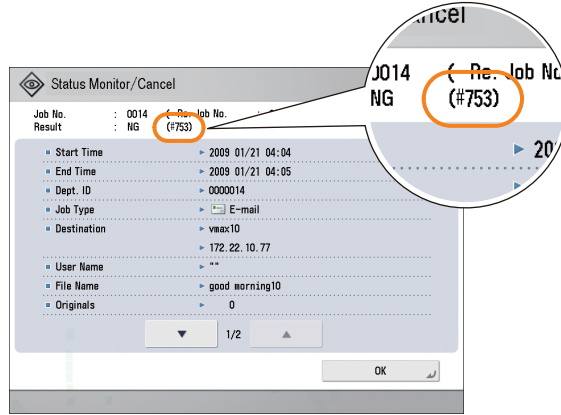 Status Monitor/Cancel
Job No. : 0014 ( Re. Job No. :
Result : NG (#753)
Start Time 2009 01/21 04:04
End Time 2009 01/21 04:05
Dept. ID 0000014
Job Type E-mail
Destination vmax10
172.22.10.77
User Name ""
File Name good morning10
Originals 0
1/2
OK
ncel
0014 ( Re. Job No
NG (#753)
20